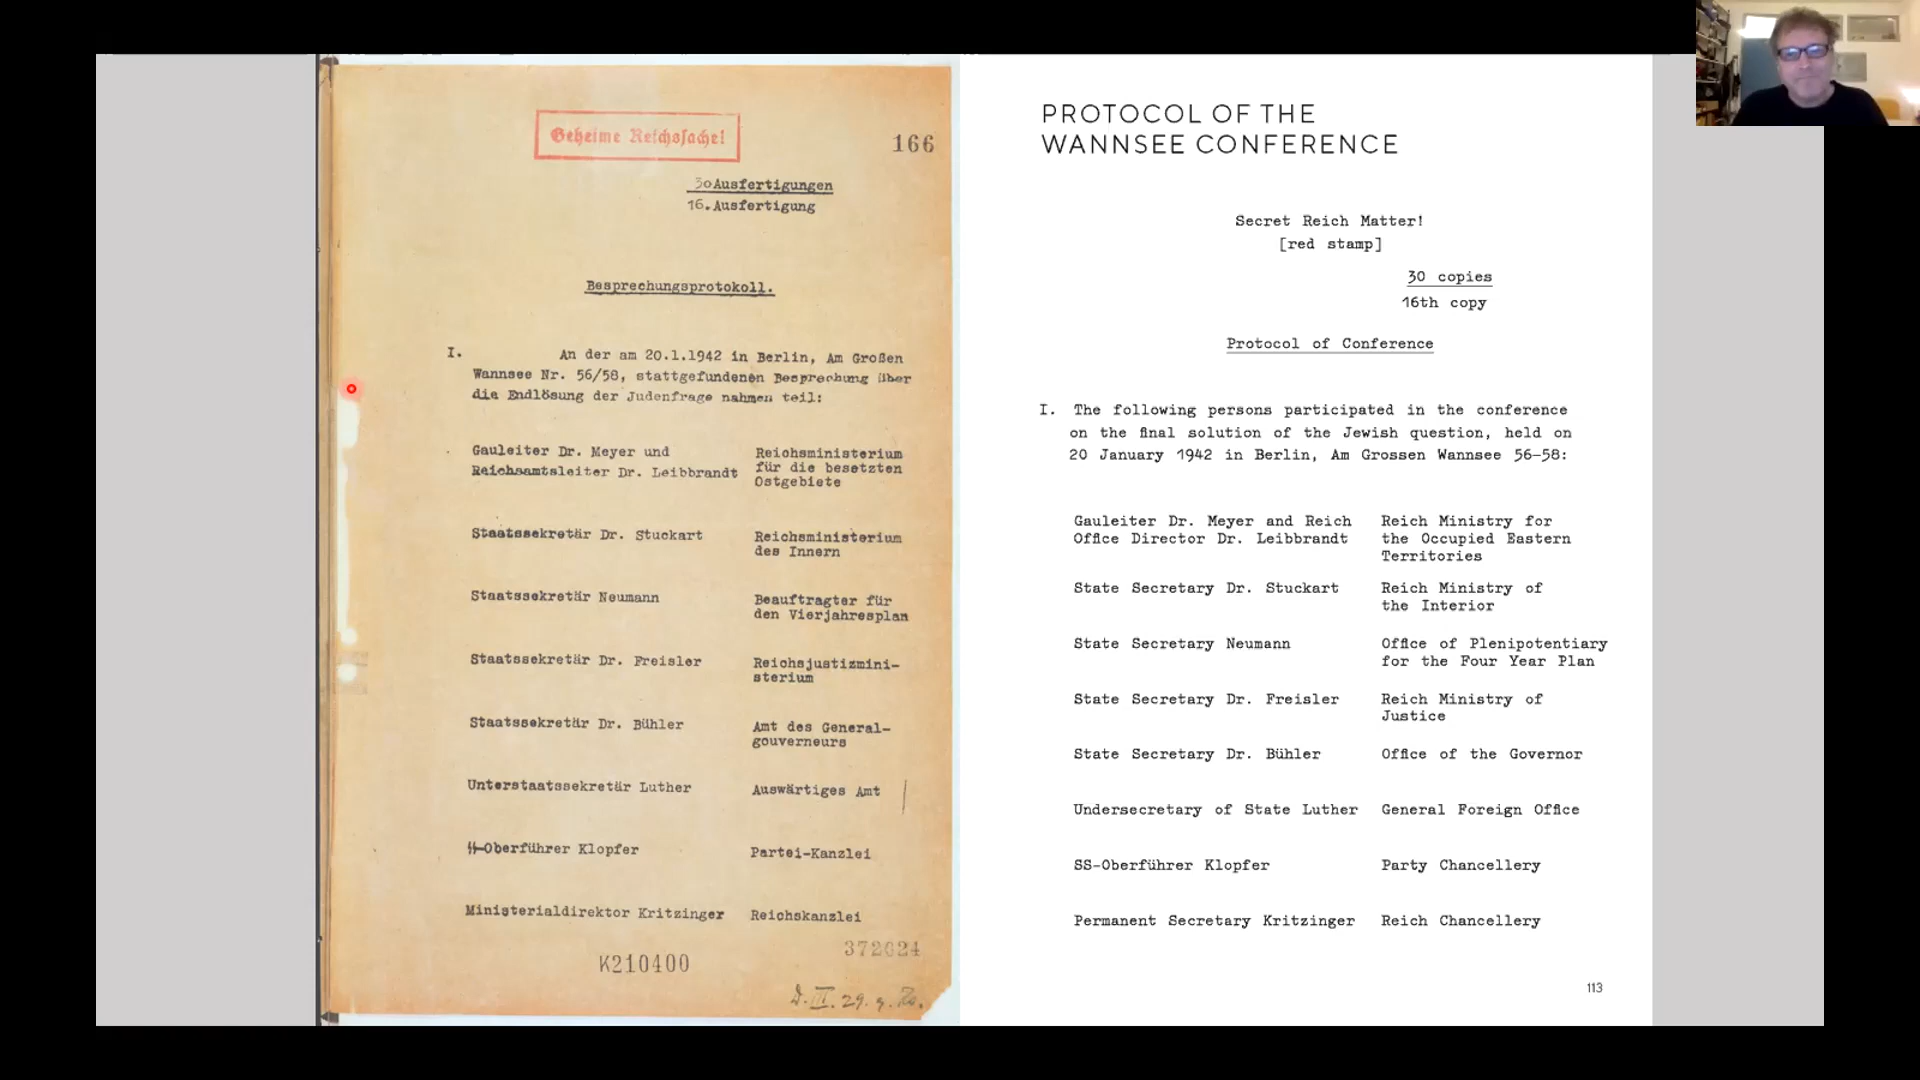 Geheime Reichssache!
166
30 Ausfertigungen
16. Ausfertigung
Besprechungsprotokoll.
I. An der am 20.1.1942 in Berlin, Am Großen
Wannsee Nr. 56/58, stattgefundenen Besprechung über
die Endlösung der Judenfrage nahmen teil:
Gauleiter Dr. Meyer und
Reichsamtsleiter Dr. Leibbrandt
Reichsministerium
für die besetzten
Ostgebiete
Staatssekretär Dr. Stuckart
Reichsministerium
des Innern
Staatssekretär Neumann
Beauftragter für
den Vierjahresplan
Staatssekretär Dr. Freisler
Reichsjustizmini-
sterium
Staatssekretär Dr. Bühler
Amt des General-
gouverneurs
Unterstaatssekretär Luther
Auswärtiges Amt
SS-Oberführer Klopfer
Partei-Kanzlei
Ministerialdirektor Kritzinger
Reichskanzlei
372024
K210400
D. III. 29. g. Rs.
PROTOCOL OF THE
WANNSEE CONFERENCE
Secret Reich Matter!
[red stamp]
30 copies
16th copy
Protocol of Conference
I. The following persons participated in the conference
on the final solution of the Jewish question, held on
20 January 1942 in Berlin, Am Grossen Wannsee 56–58:
Gauleiter Dr. Meyer and Reich
Office Director Dr. Leibbrandt
Reich Ministry for
the Occupied Eastern
Territories
State Secretary Dr. Stuckart
Reich Ministry of
the Interior
State Secretary Neumann
Office of Plenipotentiary
for the Four Year Plan
State Secretary Dr. Freisler
Reich Ministry of
Justice
State Secretary Dr. Bühler
Office of the Governor
Undersecretary of State Luther
General Foreign Office
SS-Oberführer Klopfer
Party Chancellery
Permanent Secretary Kritzinger
Reich Chancellery
113